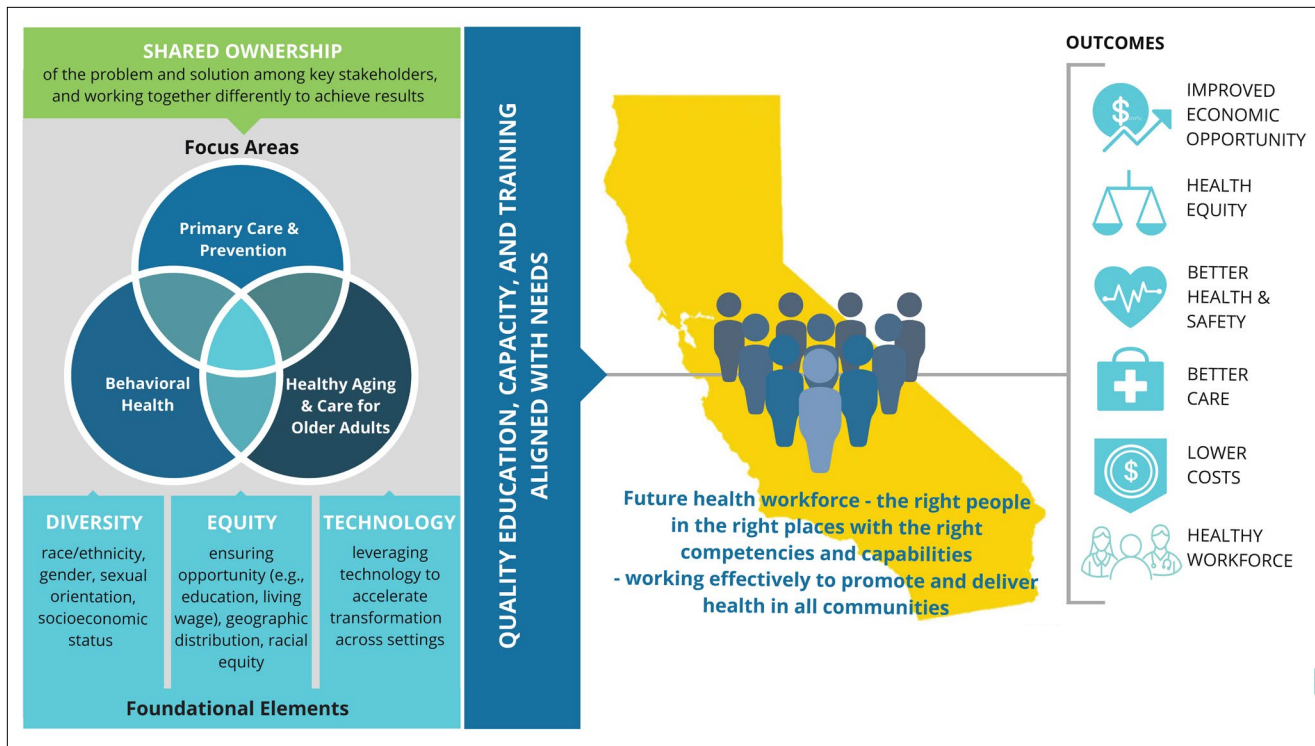 SHARED OWNERSHIP
of the problem and solution among key stakeholders,
and working together differently to achieve results
Focus Areas
Primary Care &
Prevention
Behavioral
Health
Healthy Aging
& Care for
Older Adults
DIVERSITY
race/ethnicity,
gender, sexual
orientation,
socioeconomic
status
EQUITY
ensuring
opportunity (e.g.,
education, living
wage), geographic
distribution, racial
equity
TECHNOLOGY
leveraging
technology to
accelerate
transformation
across settings
Foundational Elements
QUALITY EDUCATION, CAPACITY, AND TRAINING
ALIGNED WITH NEEDS
Future health workforce - the right people
in the right places with the right
competencies and capabilities
- working effectively to promote and deliver
health in all communities
OUTCOMES
$
IMPROVED
ECONOMIC
OPPORTUNITY
HEALTH
EQUITY
BETTER
HEALTH &
SAFETY
BETTER
CARE
$
LOWER
COSTS
HEALTHY
WORKFORCE